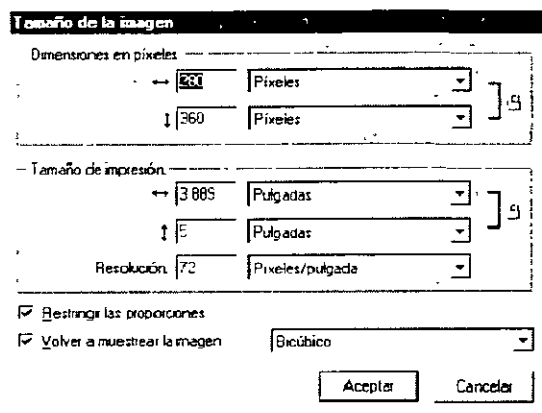 Tamaño de la imagen
Dimensiones en píxeles
280 Píxeles
360 Píxeles
Tamaño de impresión
3.889 Pulgadas
5 Pulgadas
Resolución 72 Píxeles/pulgada
Restringir las proporciones
Volver a muestrear la imagen Bicúbico
Aceptar Cancelar